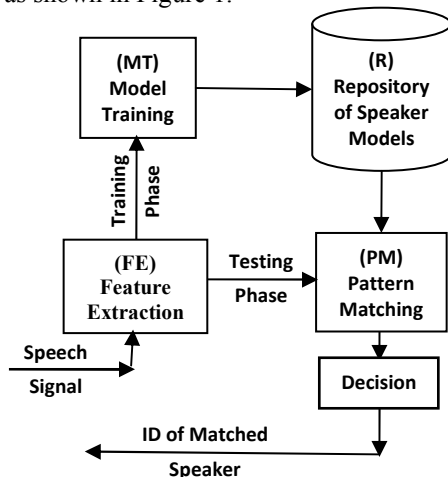 as shown in Figure 1.
(MT)
Model
Training
(R)
Repository
of Speaker
Models
Training
Phase
(FE)
Feature
Extraction
Testing
Phase
(PM)
Pattern
Matching
Speech
Signal
Decision
ID of Matched
Speaker